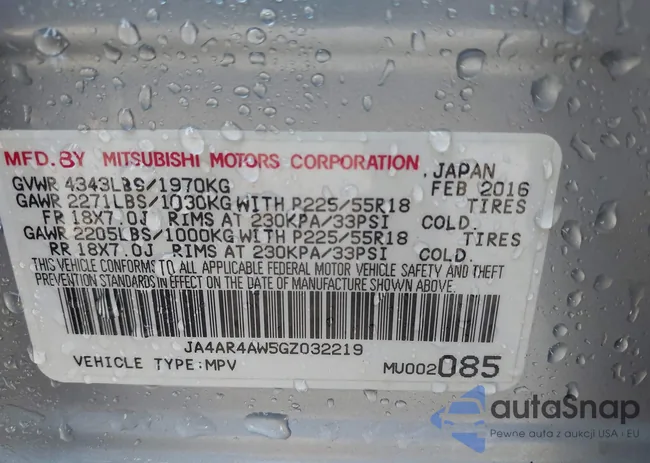 MFD. BY MITSUBISHI MOTORS CORPORATION , JAPAN
GVWR 4343LBS/1970KG FEB 2016
GAWR 2271LBS/1030KG WITH P225/55R18 TIRES
FR 18X7.0J RIMS AT 230KPA/33PSI COLD.
GAWR 2205LBS/1000KG WITH P225/55R18 TIRES
RR 18X7.0J RIMS AT 230KPA/33PSI COLD.
THIS VEHICLE CONFORMS TO ALL APPLICABLE FEDERAL MOTOR VEHICLE SAFETY AND THEFT
PREVENTION STANDARDS IN EFFECT ON THE DATE OF MANUFACTURE SHOWN ABOVE.
JA4AR4AW5GZ032219
VEHICLE TYPE:MPV MU002085
autaSnap
Pewne auta z aukcji USA i EU